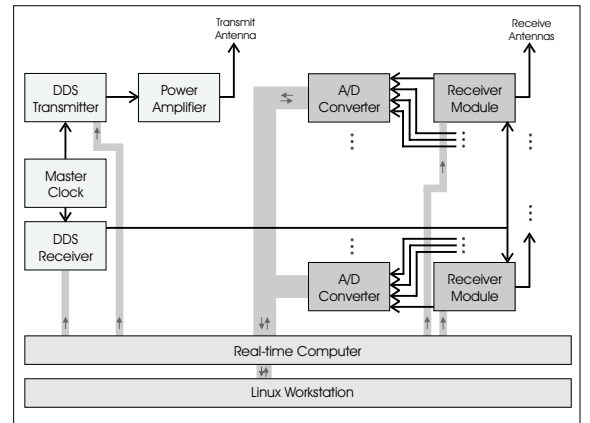 Transmit
Antenna
Receive
Antennas
DDS
Transmitter
Power
Amplifier
A/D
Converter
Receiver
Module
Master
Clock
DDS
Receiver
A/D
Converter
Receiver
Module
Real-time Computer
Linux Workstation